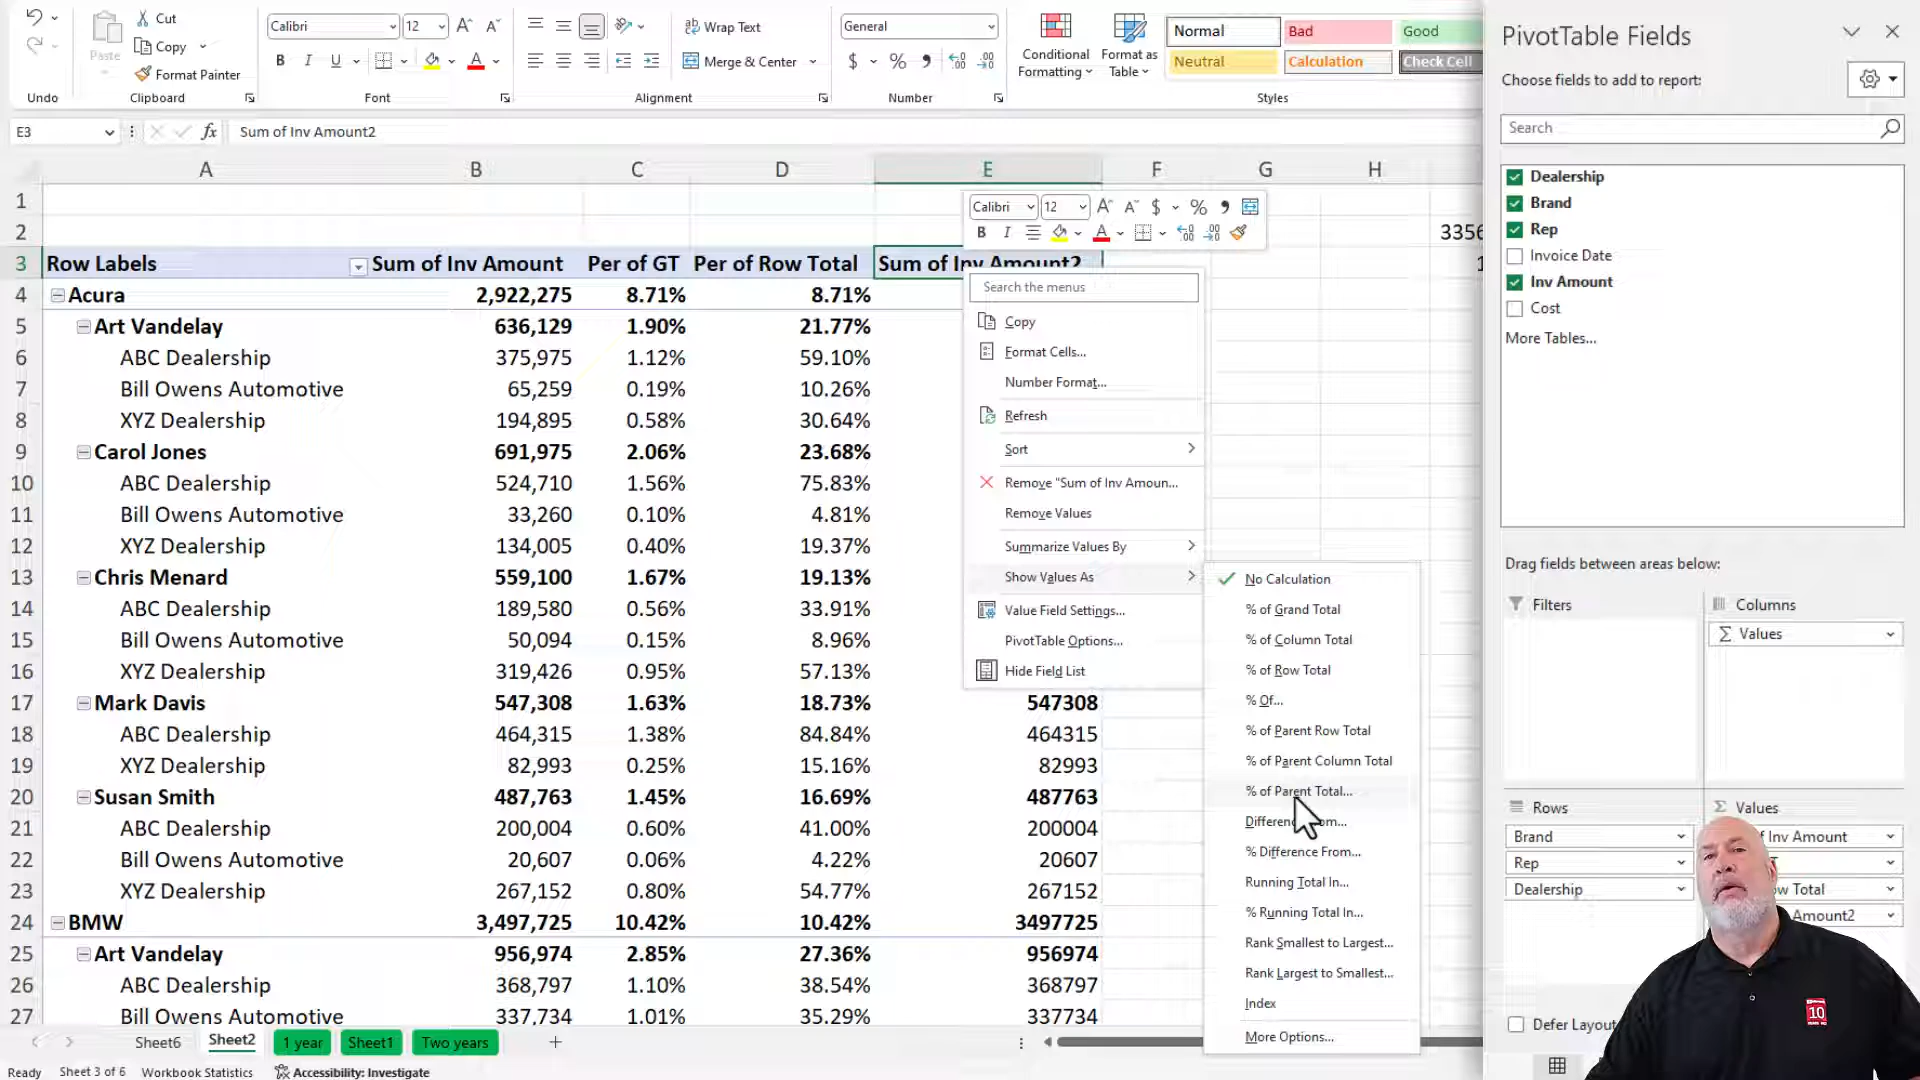 Cut
Copy
Format Painter
Paste
Undo
Clipboard
Calibri
12
B I U
Font
Wrap Text
Merge & Center
Alignment
General
$ % ,
Number
Conditional Formatting
Format as Table
Normal
Bad
Good
Neutral
Calculation
Check Cell
Styles
E3
fx
Sum of Inv Amount2
A B C D E F G H
1
2 3356
3 Row Labels Sum of Inv Amount Per of GT Per of Row Total Sum of Inv Amount2 1
4 Acura 2,922,275 8.71% 8.71%
5 Art Vandelay 636,129 1.90% 21.77%
6 ABC Dealership 375,975 1.12% 59.10%
7 Bill Owens Automotive 65,259 0.19% 10.26%
8 XYZ Dealership 194,895 0.58% 30.64%
9 Carol Jones 691,975 2.06% 23.68%
10 ABC Dealership 524,710 1.56% 75.83%
11 Bill Owens Automotive 33,260 0.10% 4.81%
12 XYZ Dealership 134,005 0.40% 19.37%
13 Chris Menard 559,100 1.67% 19.13%
14 ABC Dealership 189,580 0.56% 33.91%
15 Bill Owens Automotive 50,094 0.15% 8.96%
16 XYZ Dealership 319,426 0.95% 57.13%
17 Mark Davis 547,308 1.63% 18.73% 547308
18 ABC Dealership 464,315 1.38% 84.84% 464315
19 XYZ Dealership 82,993 0.25% 15.16% 82993
20 Susan Smith 487,763 1.45% 16.69% 487763
21 ABC Dealership 200,004 0.60% 41.00% 200004
22 Bill Owens Automotive 20,607 0.06% 4.22% 20607
23 XYZ Dealership 267,152 0.80% 54.77% 267152
24 BMW 3,497,725 10.42% 10.42% 3497725
25 Art Vandelay 956,974 2.85% 27.36% 956974
26 ABC Dealership 368,797 1.10% 38.54% 368797
27 Bill Owens Automotive 337,734 1.01% 35.29% 337734
Calibri 12 $ % ,
B I
Search the menus
Copy
Format Cells...
Number Format...
Refresh
Sort
Remove "Sum of Inv Amoun...
Remove Values
Summarize Values By
Show Values As
Value Field Settings...
PivotTable Options...
Hide Field List
No Calculation
% of Grand Total
% of Column Total
% of Row Total
% Of...
% of Parent Row Total
% of Parent Column Total
% of Parent Total...
% Difference From...
Running Total In...
% Running Total In...
Rank Smallest to Largest...
Rank Largest to Smallest...
Index
More Options...
PivotTable Fields
Choose fields to add to report:
Search
Dealership
Brand
Rep
Invoice Date
Inv Amount
Cost
More Tables...
Drag fields between areas below:
Filters
Columns
Σ Values
Rows
Σ Values
Brand
Rep
Dealership
Inv Amount
Total
Amount2
Defer Layout
10
Sheet6 Sheet2 1 year Sheet1 Two years
Ready Sheet 3 of 6 Workbook Statistics Accessibility: Investigate